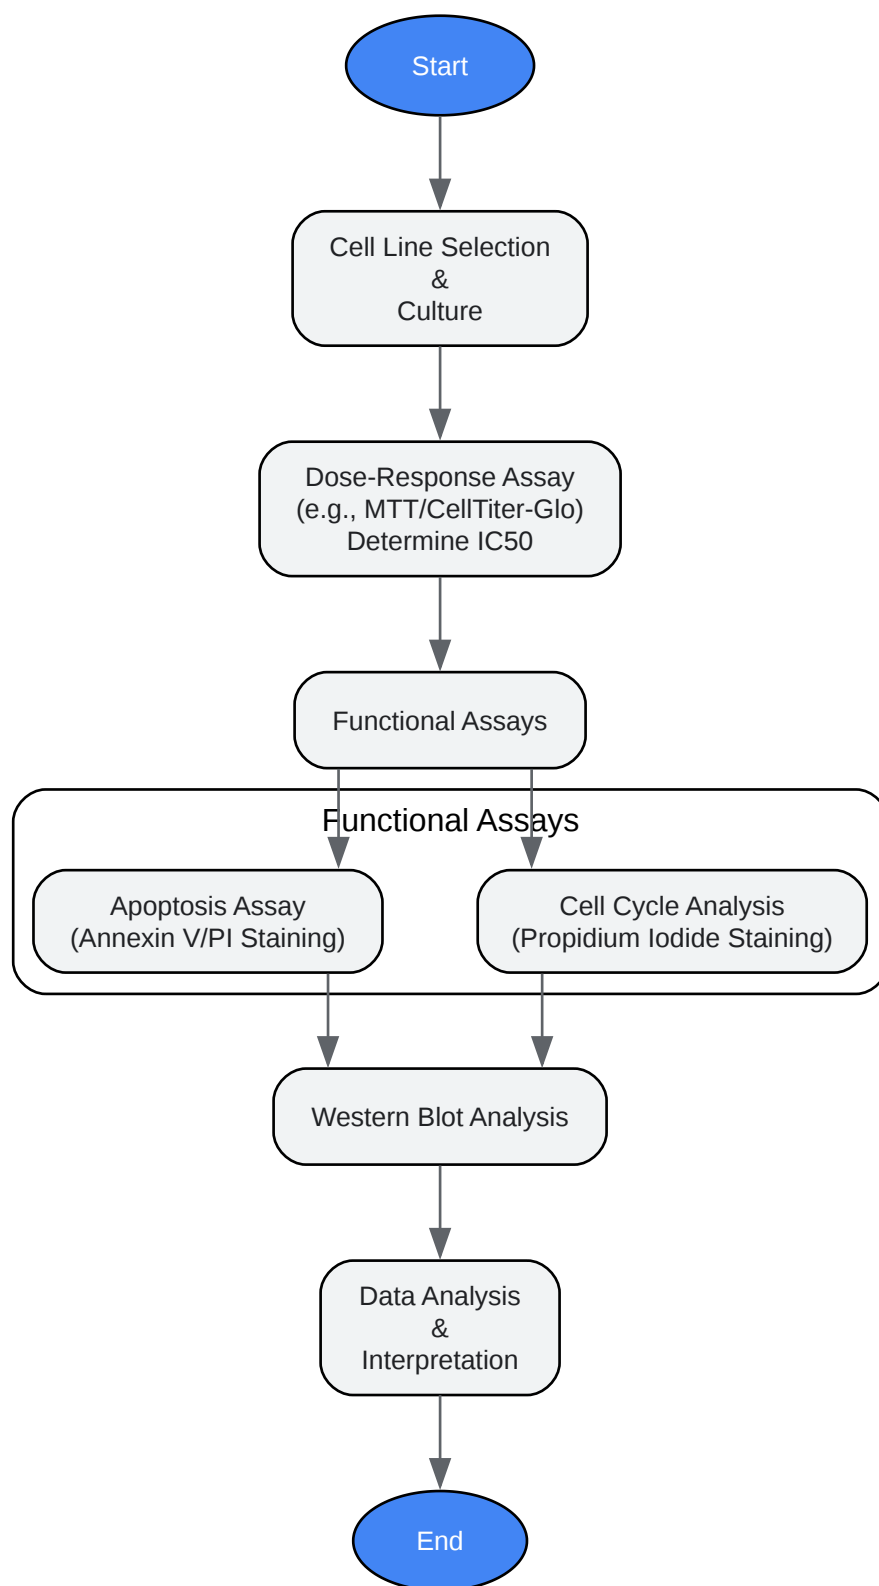 Start
Cell Line Selection
&
Culture
Dose-Response Assay
(e.g., MTT/CellTiter-Glo)
Determine IC50
Functional Assays
Functional Assays
Apoptosis Assay
(Annexin V/PI Staining)
Cell Cycle Analysis
(Propidium Iodide Staining)
Western Blot Analysis
Data Analysis
&
Interpretation
End